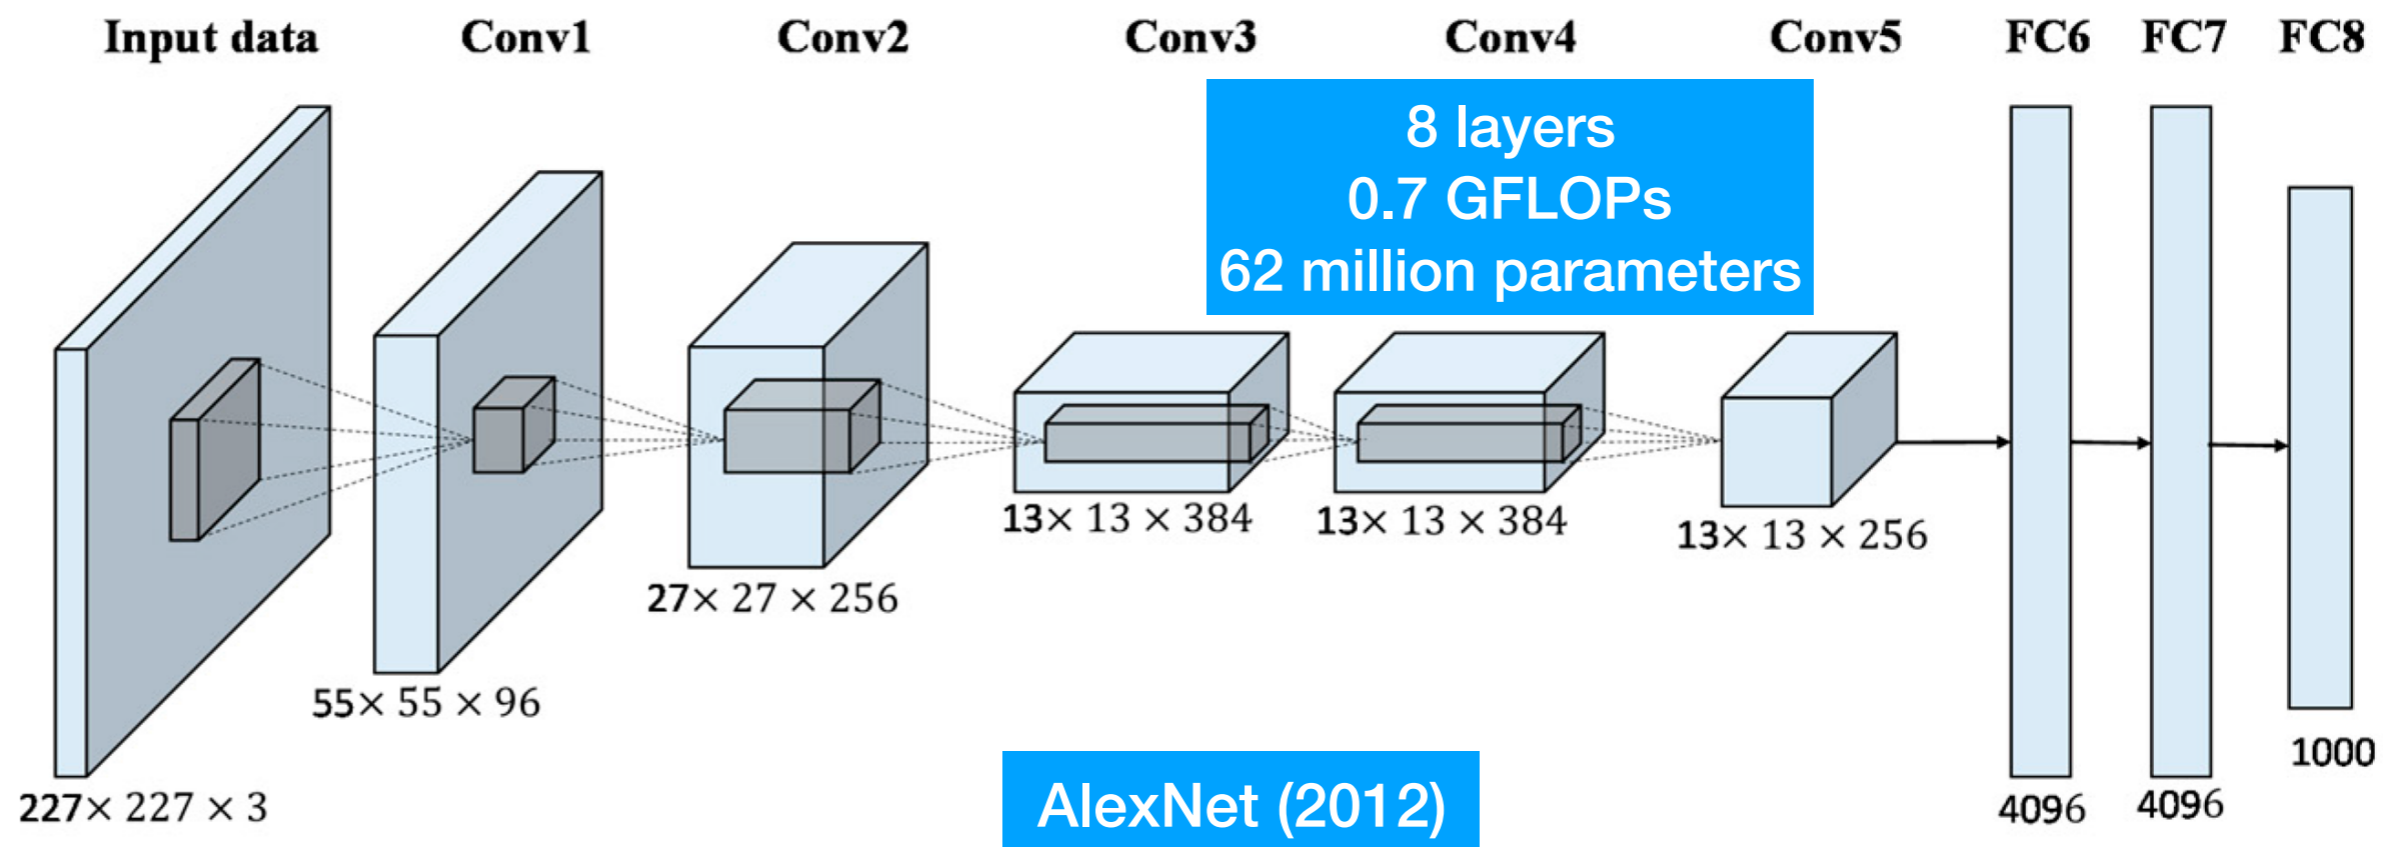 Input data
Conv1
Conv2
Conv3
Conv4
Conv5
FC6
FC7
FC8
8 layers
0.7 GFLOPs
62 million parameters
227× 227 × 3
55× 55 × 96
27× 27 × 256
13× 13 × 384
13× 13 × 384
13× 13 × 256
4096
4096
1000
AlexNet (2012)